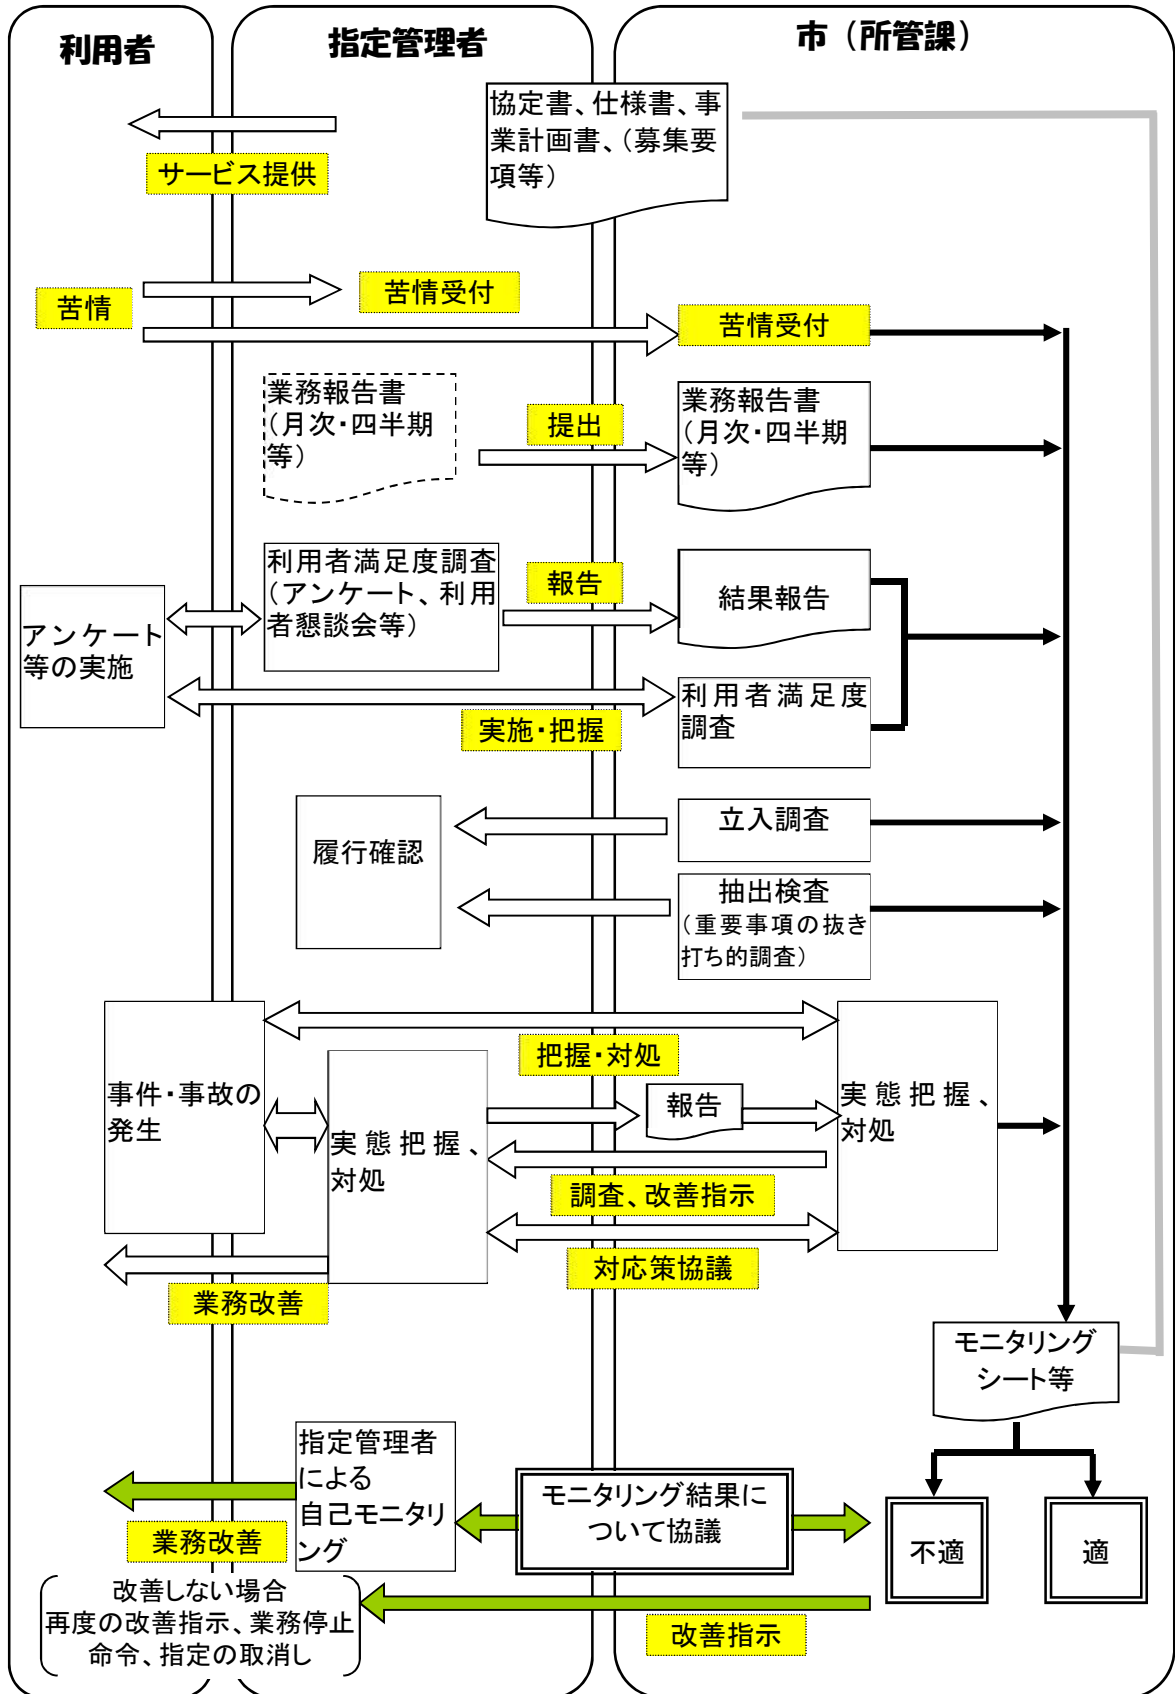 利用者
指定管理者
市（所管課）
協定書、仕様書、事
業計画書、（募集要
項等）
サービス提供
苦情
苦情受付
苦情受付
業務報告書
（月次・四半期
等）
提出
業務報告書
（月次・四半期
等）
利用者満足度調査
（アンケート、利用
者懇談会等）
報告
結果報告
アンケート
等の実施
利用者満足度
調査
実施・把握
履行確認
立入調査
抽出検査
（重要事項の抜き
打ち的調査）
把握・対処
事件・事故の
発生
実態把握、
対処
報告
実態把握、
対処
調査、改善指示
対応策協議
業務改善
モニタリング
シート等
指定管理者
による
自己モニタリ
ング
モニタリング結果に
ついて協議
不適
適
業務改善
改善しない場合
再度の改善指示、業務停止
命令、指定の取消し
改善指示